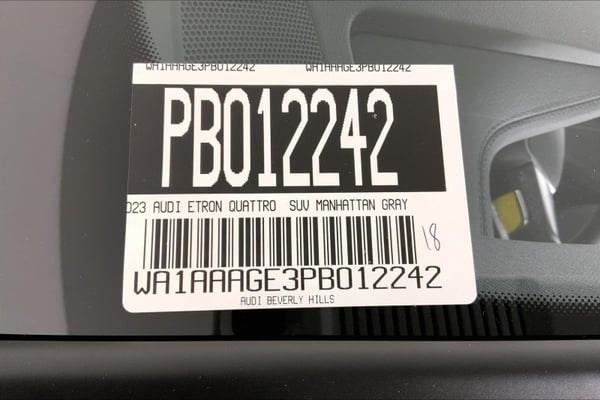 WA1AAAGE3PB012242 WA1AAAGE3PB012242
PB012242
023 AUDI ETRON QUATTRO SUV MANHATTAN GRAY
18
WA1AAAGE3PB012242
AUDI BEVERLY HILLS